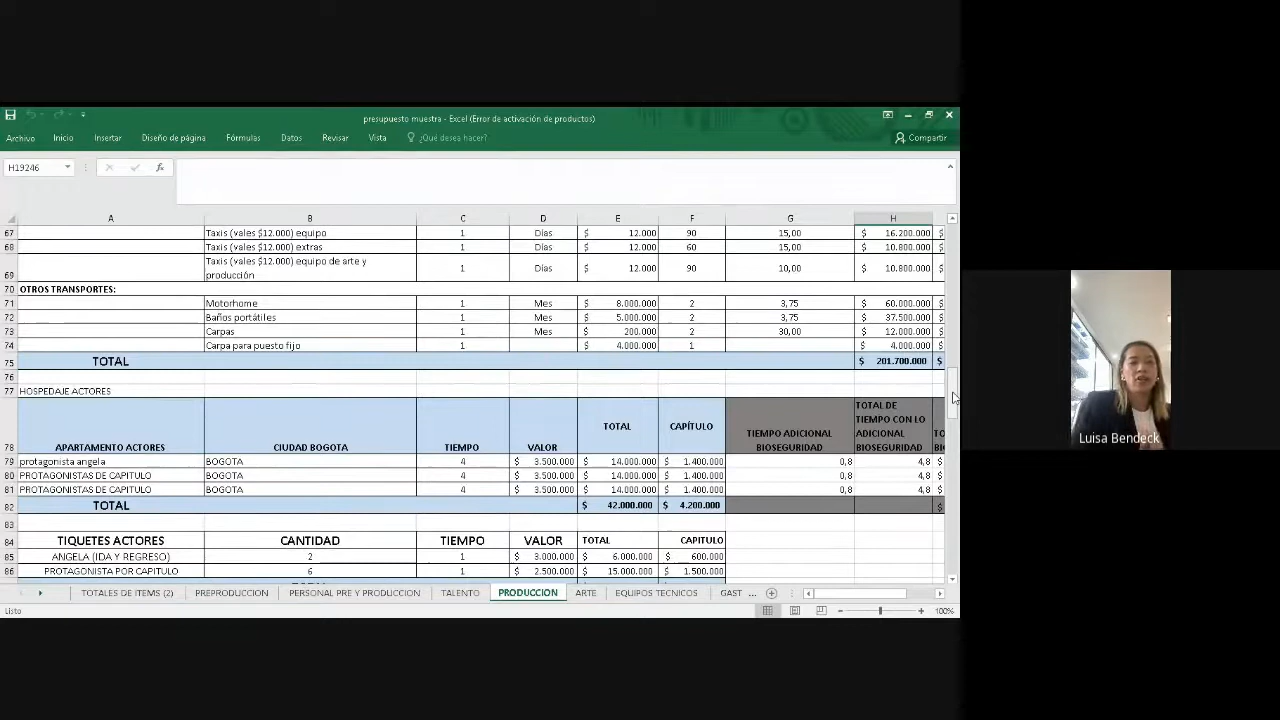 presupuesto muestra - Excel (Error de activación de productos)
Archivo Inicio Insertar Diseño de página Fórmulas Datos Revisar Vista ¿Qué desea hacer? Compartir
H19246 fx
A B C D E F G H
67 Taxis (vales $12.000) equipo 1 Días $ 12.000 90 15,00 $ 16.200.000 $
68 Taxis (vales $12.000) extras 1 Días $ 12.000 60 15,00 $ 10.800.000 $
Taxis (vales $12.000) equipo de arte y
69 producción 1 Días $ 12.000 90 10,00 $ 10.800.000 $
70 OTROS TRANSPORTES:
71 Motorhome 1 Mes $ 8.000.000 2 3,75 $ 60.000.000 $
72 Baños portátiles 1 Mes $ 5.000.000 2 3,75 $ 37.500.000 $
73 Carpas 1 Mes $ 200.000 2 30,00 $ 12.000.000 $
74 Carpa para puesto fijo 1 $ 4.000.000 1 $ 4.000.000 $
75 TOTAL $ 201.700.000 $
76
77 HOSPEDAJE ACTORES
TOTAL DE
TIEMPO CON LO
ADICIONAL
78 APARTAMENTO ACTORES CIUDAD BOGOTA TIEMPO VALOR TOTAL CAPÍTULO TIEMPO ADICIONAL BIOSEGURIDAD BIOSEGURIDAD TO
79 protagonista angela BOGOTA 4 $ 3.500.000 $ 14.000.000 $ 1.400.000 0,8 4,8 $
80 PROTAGONISTAS DE CAPITULO BOGOTA 4 $ 3.500.000 $ 14.000.000 $ 1.400.000 0,8 4,8 $
81 PROTAGONISTAS DE CAPITULO BOGOTA 4 $ 3.500.000 $ 14.000.000 $ 1.400.000 0,8 4,8 $
82 TOTAL $ 42.000.000 $ 4.200.000 $
83
84 TIQUETES ACTORES CANTIDAD TIEMPO VALOR TOTAL CAPITULO
85 ANGELA (IDA Y REGRESO) 2 1 $ 3.000.000 $ 6.000.000 $ 600.000
86 PROTAGONISTA POR CAPITULO 6 1 $ 2.500.000 $ 15.000.000 $ 1.500.000
TOTALES DE ITEMS (2) PREPRODUCCION PERSONAL PRE Y PRODUCCION TALENTO PRODUCCION ARTE EQUIPOS TECNICOS GAST ...
Listo 100%
Luisa Bendeck